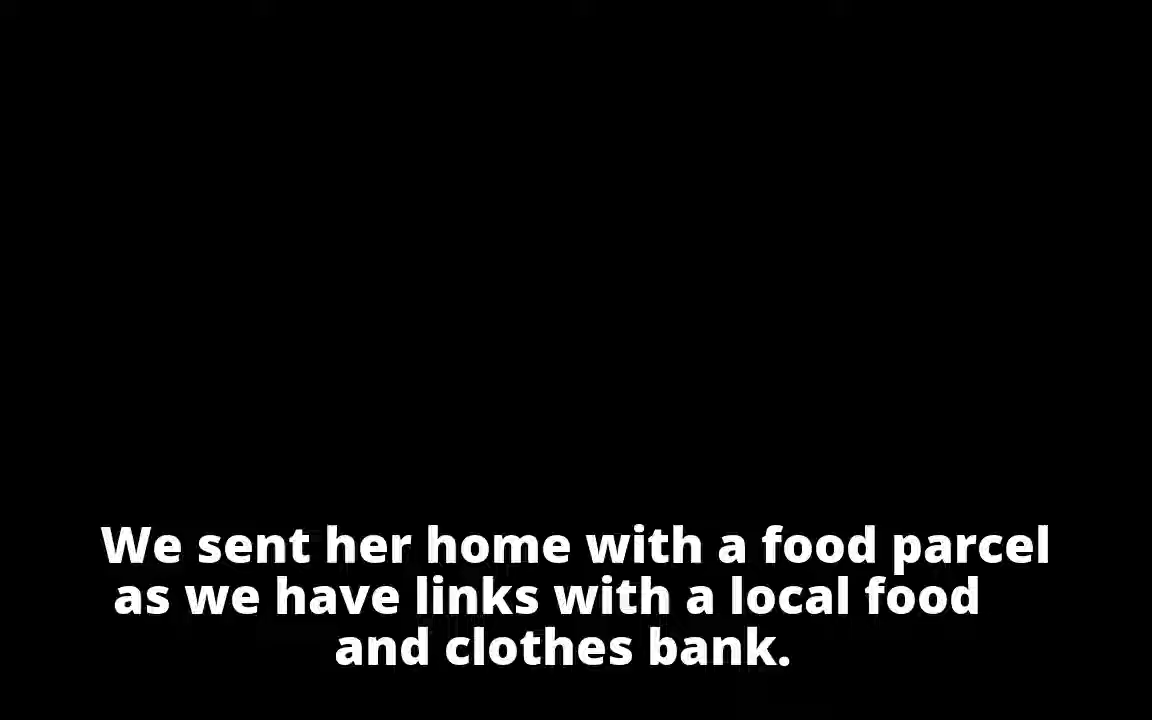 We sent her home with a food parcel
as we have links with a local food
and clothes bank.